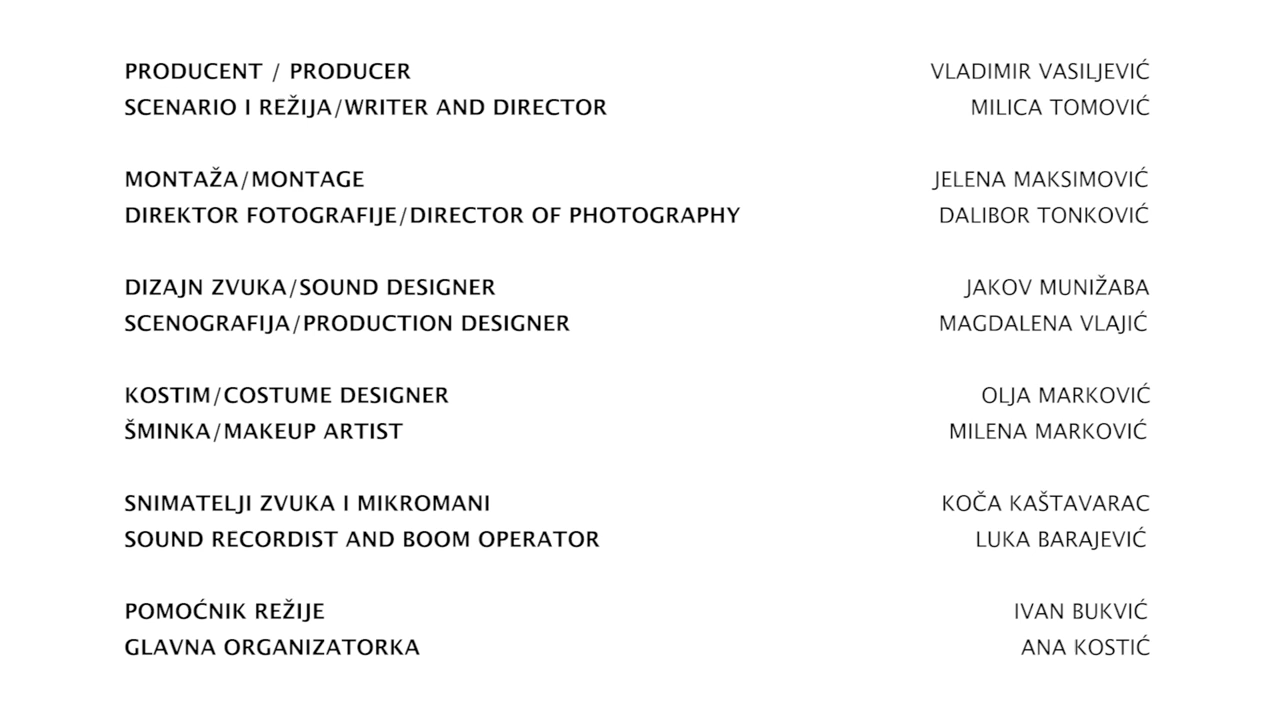 PRODUCENT / PRODUCER VLADIMIR VASILJEVIĆ
SCENARIO I REŽIJA/WRITER AND DIRECTOR MILICA TOMOVIĆ
MONTAŽA/MONTAGE JELENA MAKSIMOVIĆ
DIREKTOR FOTOGRAFIJE/DIRECTOR OF PHOTOGRAPHY DALIBOR TONKOVIĆ
DIZAJN ZVUKA/SOUND DESIGNER JAKOV MUNIŽABA
SCENOGRAFIJA/PRODUCTION DESIGNER MAGDALENA VLAJIĆ
KOSTIM/COSTUME DESIGNER OLJA MARKOVIĆ
ŠMINKA/MAKEUP ARTIST MILENA MARKOVIĆ
SNIMATELJI ZVUKA I MIKROMANI KOČA KAŠTAVARAC
SOUND RECORDIST AND BOOM OPERATOR LUKA BARAJEVIĆ
POMOĆNIK REŽIJE IVAN BUKVIĆ
GLAVNA ORGANIZATORKA ANA KOSTIĆ